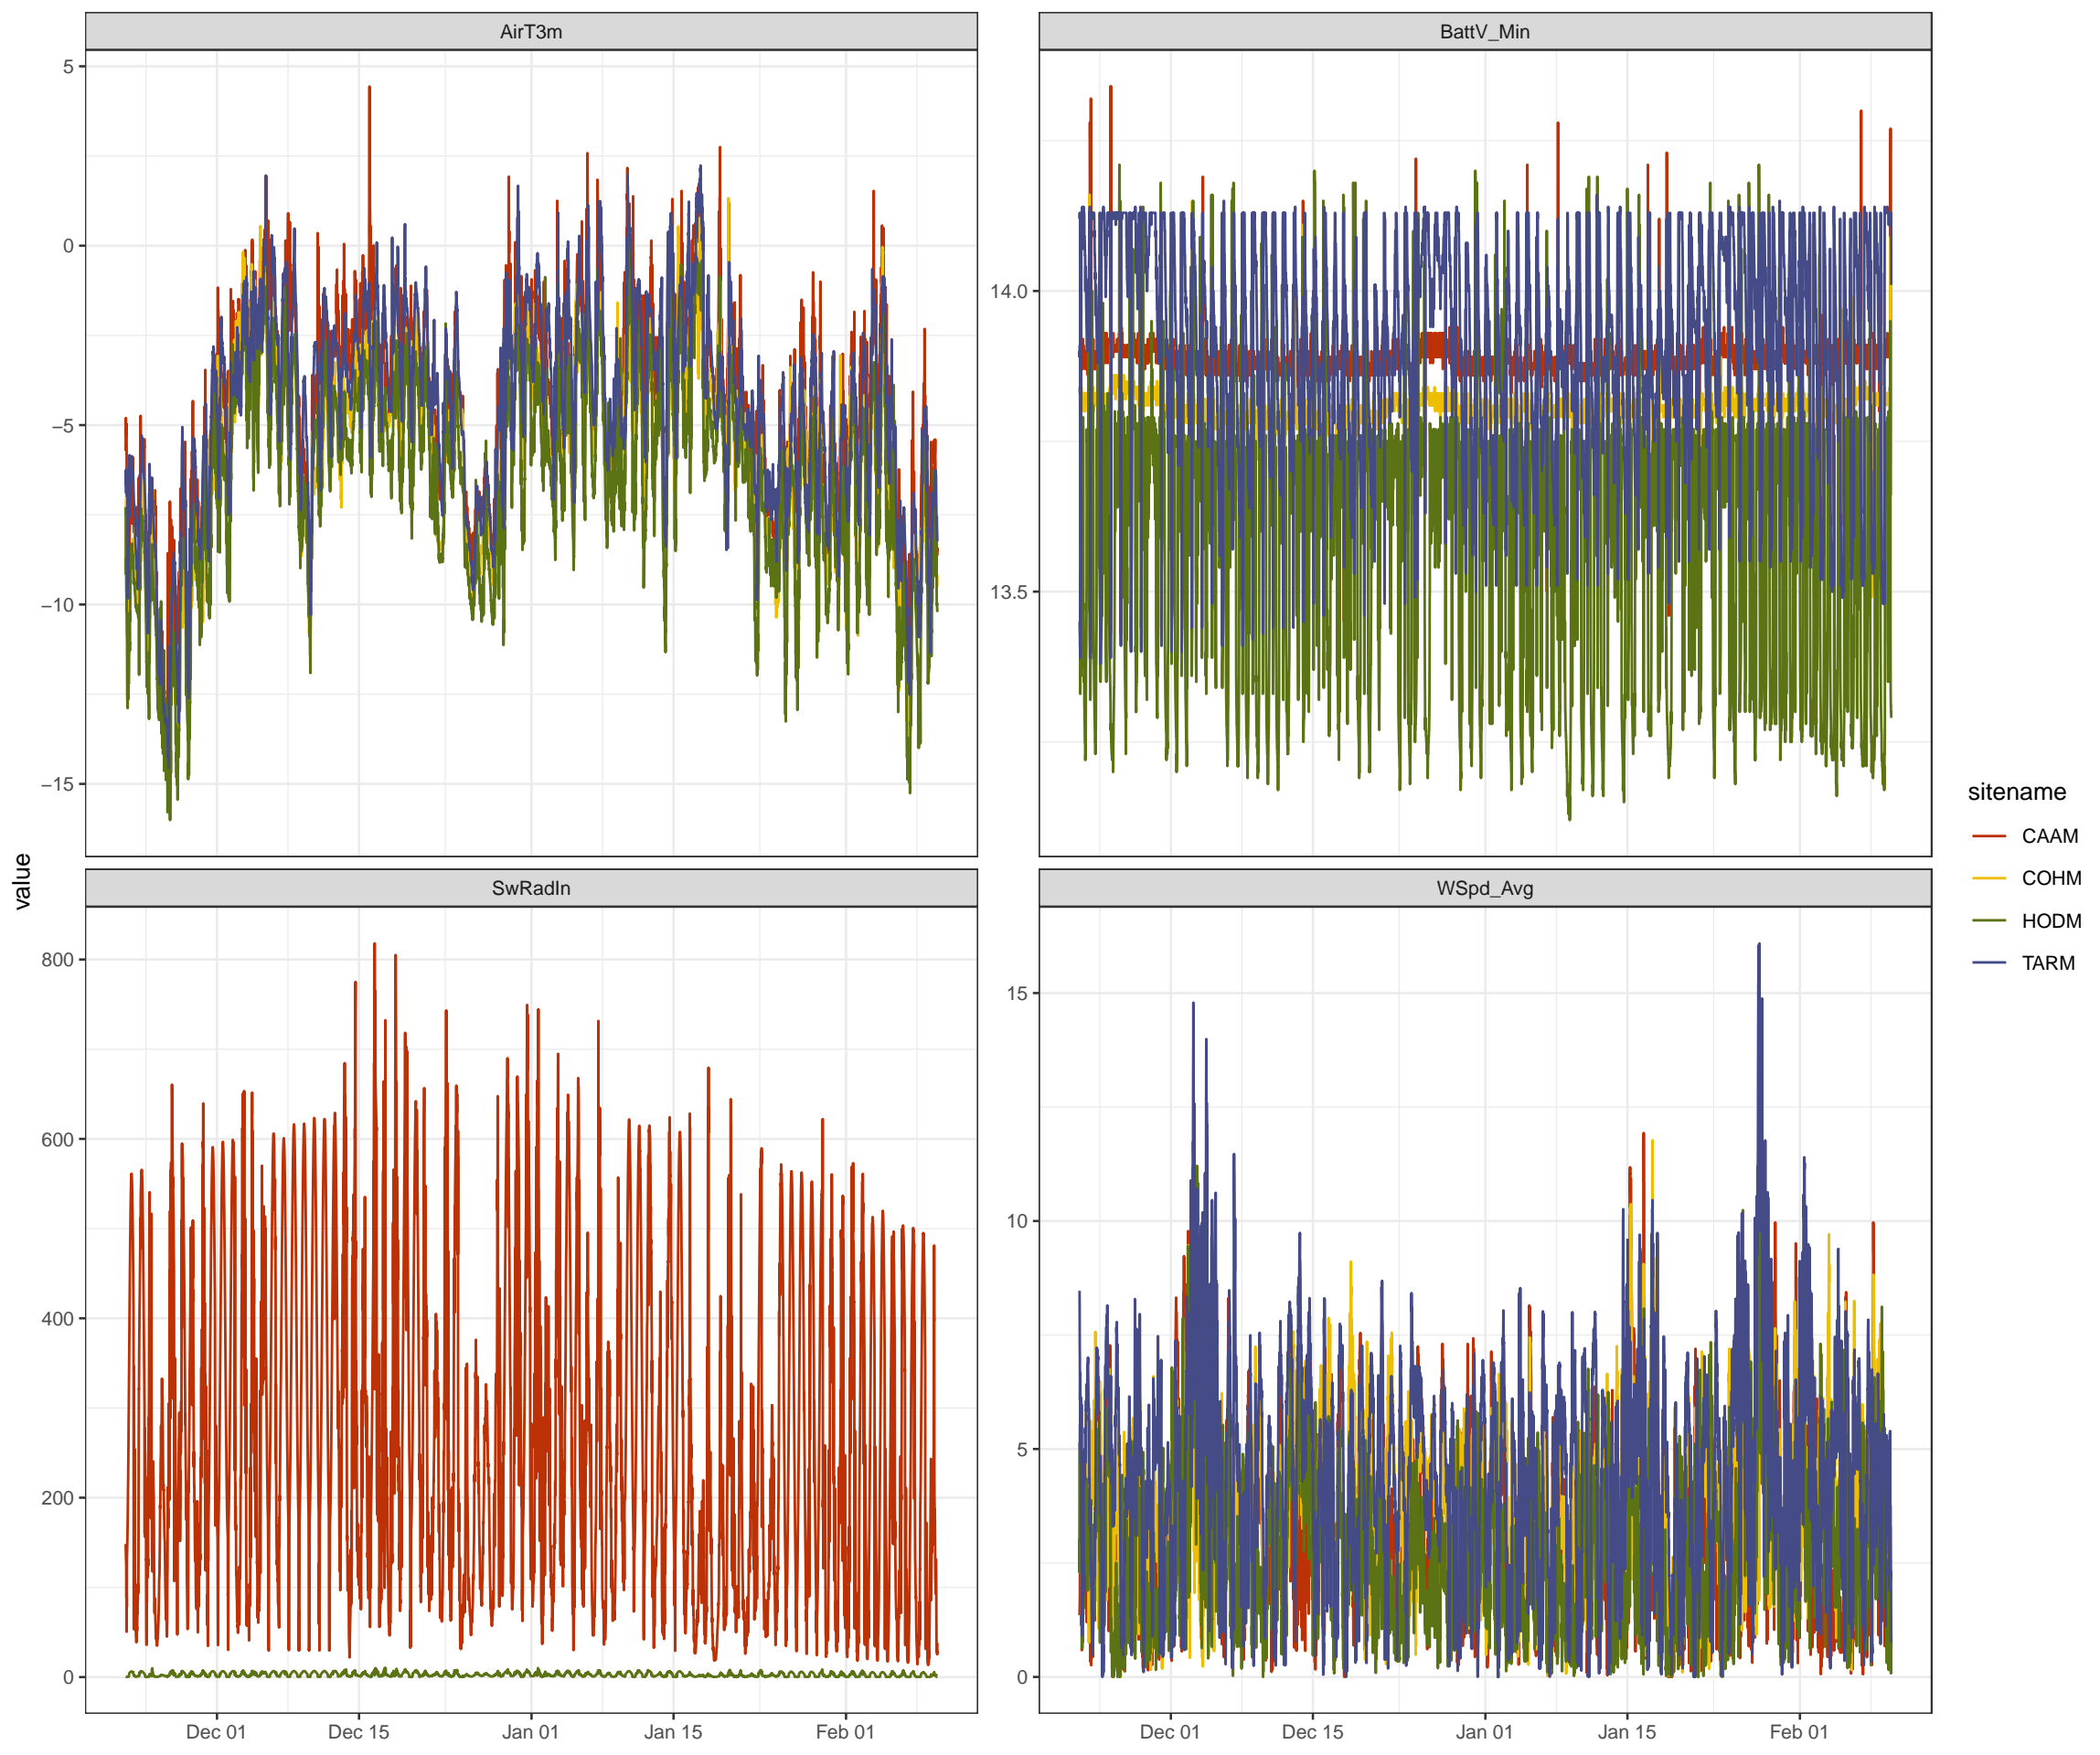 AirT3m
BattV_Min
5
0
−5
−10
−15
14.0
13.5
value
SwRadIn
WSpd_Avg
800
600
400
200
0
15
10
5
0
Dec 01
Dec 15
Jan 01
Jan 15
Feb 01
Dec 01
Dec 15
Jan 01
Jan 15
Feb 01
sitename
CAAM
COHM
HODM
TARM